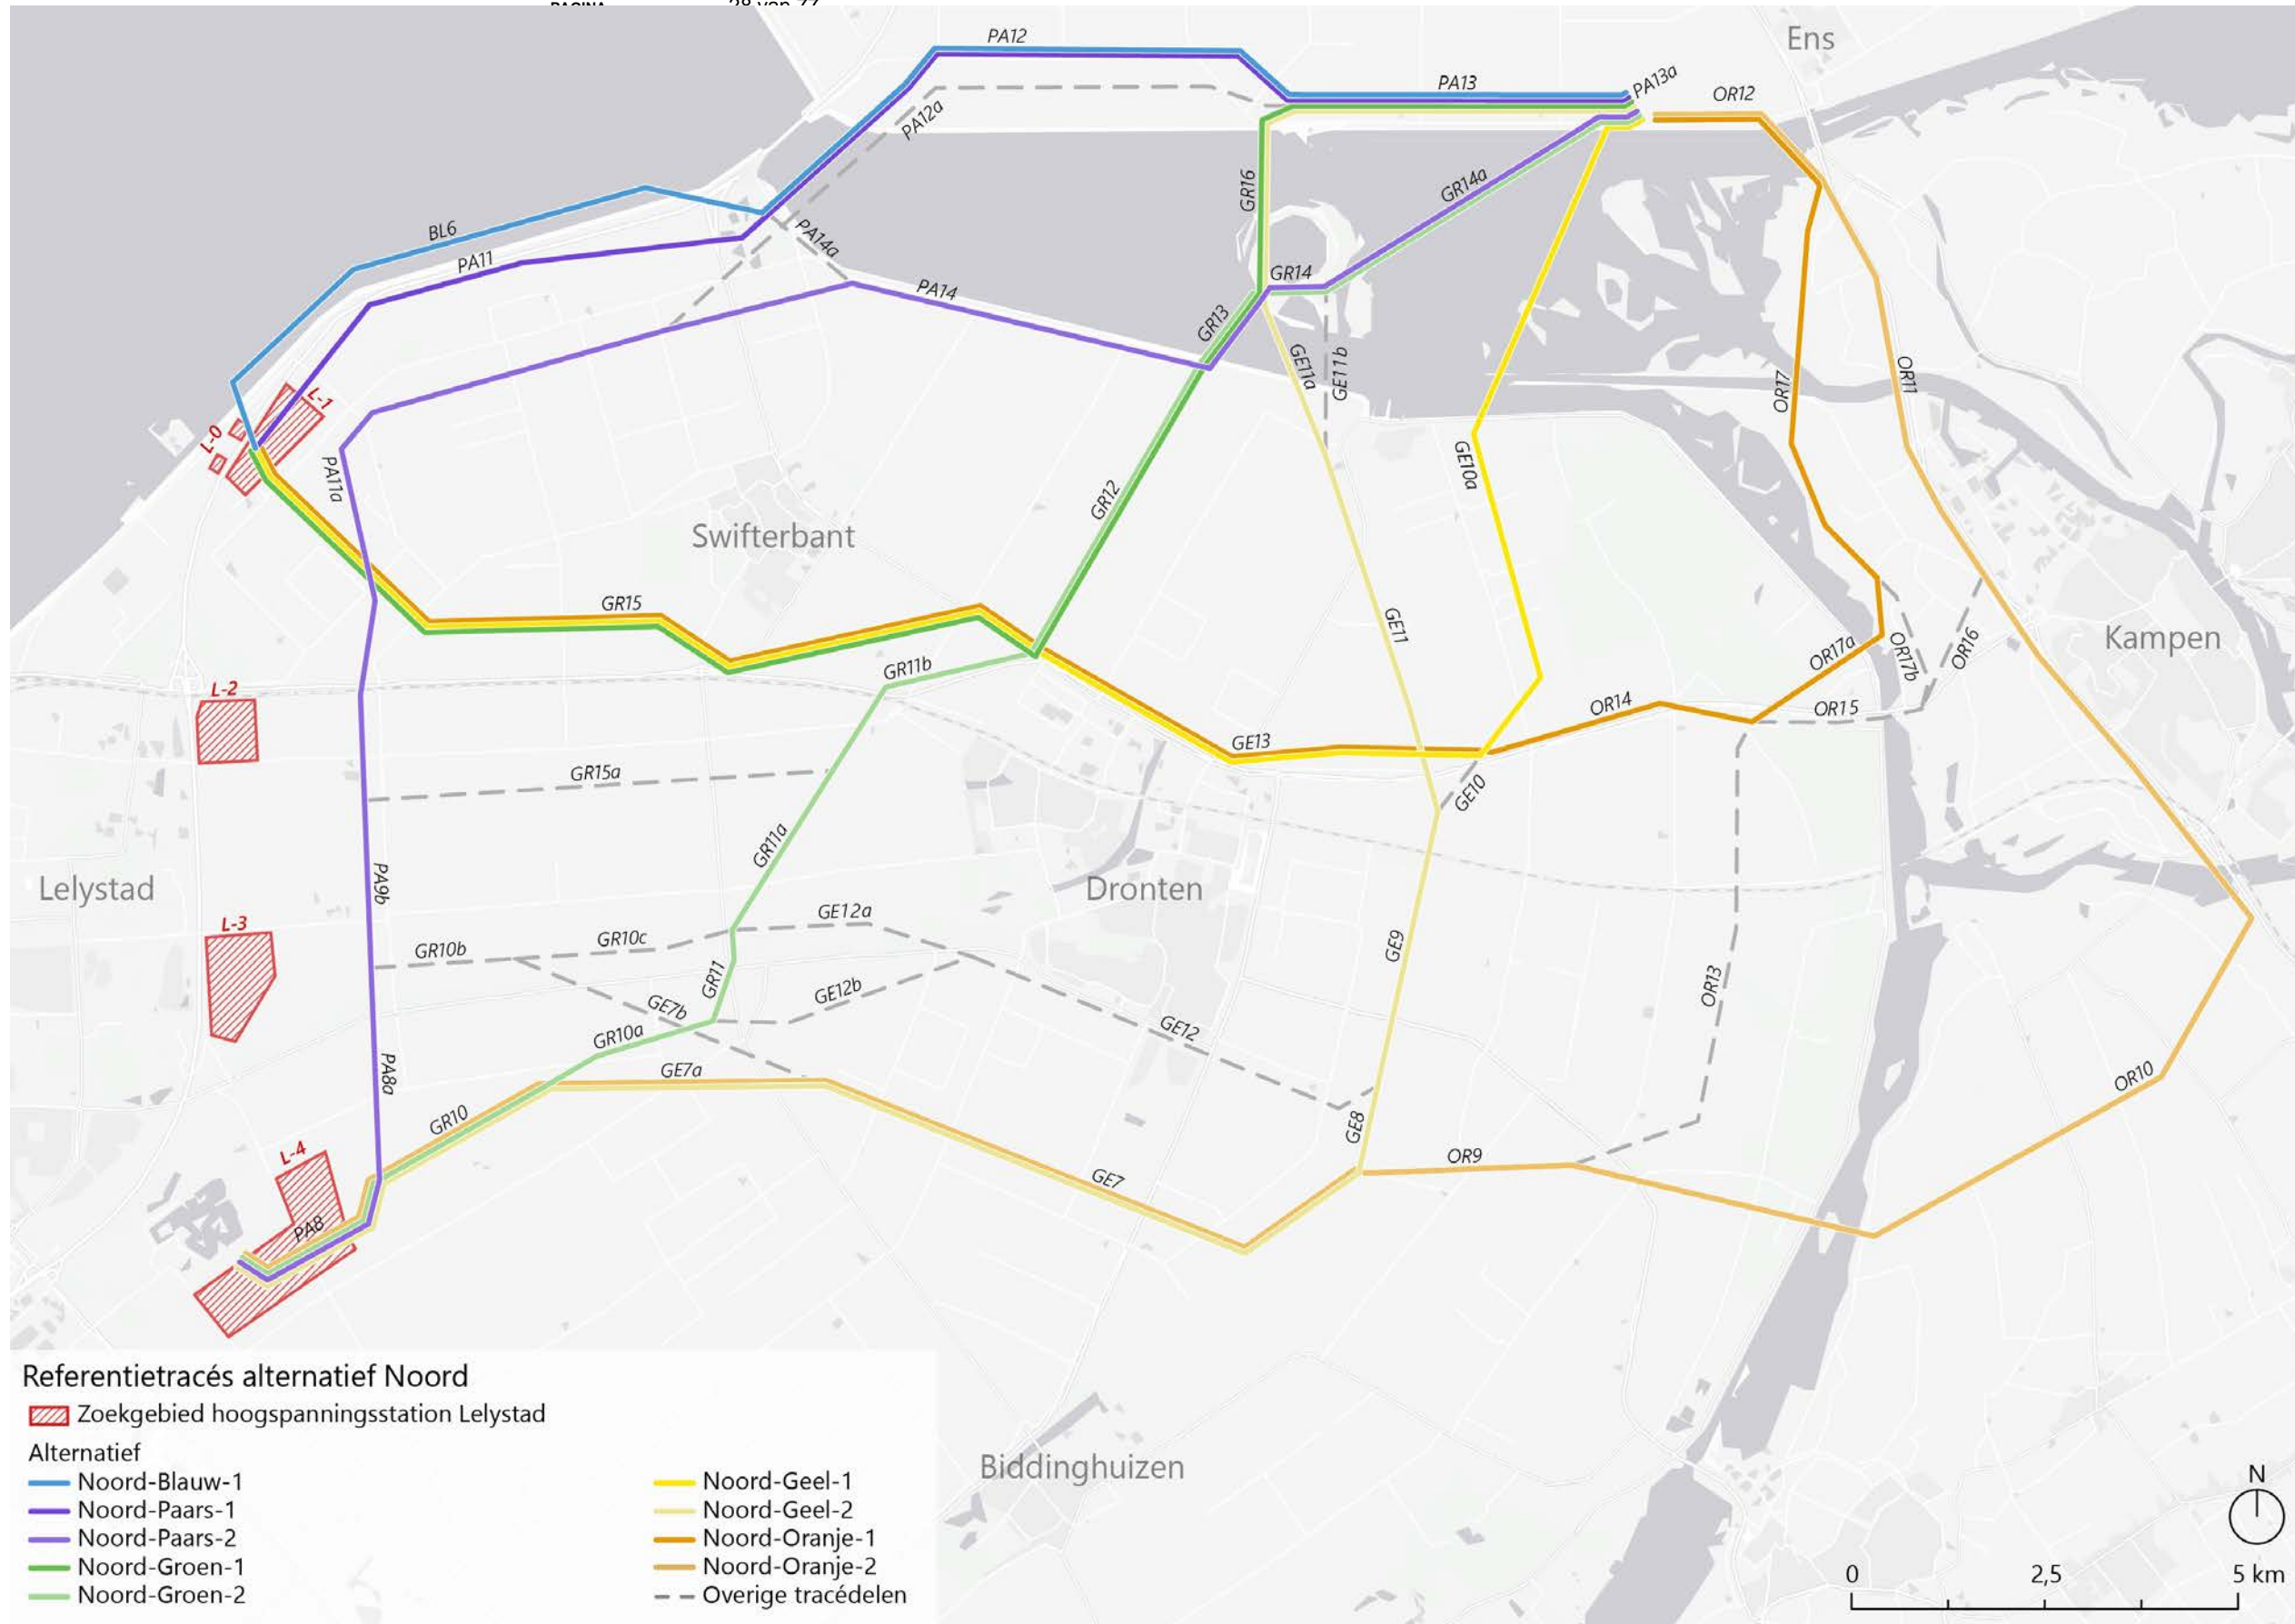 PAGINA 28 van 77
Ens
PA12
PA13
PA13a
OR12
PA12a
GR16
GR14a
PA14a
BL6
PA11
PA14
GR14
GR13
GE11a
GE11b
OR17
OR11
L-1
L-0
PA11a
GE10a
GR12
Swifterbant
GE11
GR15
OR17a
OR17b
OR16
Kampen
GR11b
L-2
OR14
OR15
GE13
GR15a
GE10
GR11a
Lelystad
PA9b
Dronten
GE12a
L-3
GR10b
GR10c
GE9
GR11
GE12b
OR13
GE7b
GR10a
GE12
PA8a
GE7a
OR10
GR10
GE8
L-4
OR9
GE7
PA8
Referentietracés alternatief Noord
Zoekgebied hoogspanningsstation Lelystad
Alternatief
Noord-Blauw-1
Noord-Paars-1
Noord-Paars-2
Noord-Groen-1
Noord-Groen-2
Noord-Geel-1
Noord-Geel-2
Noord-Oranje-1
Noord-Oranje-2
Overige tracédelen
Biddinghuizen
N
0 2,5 5 km